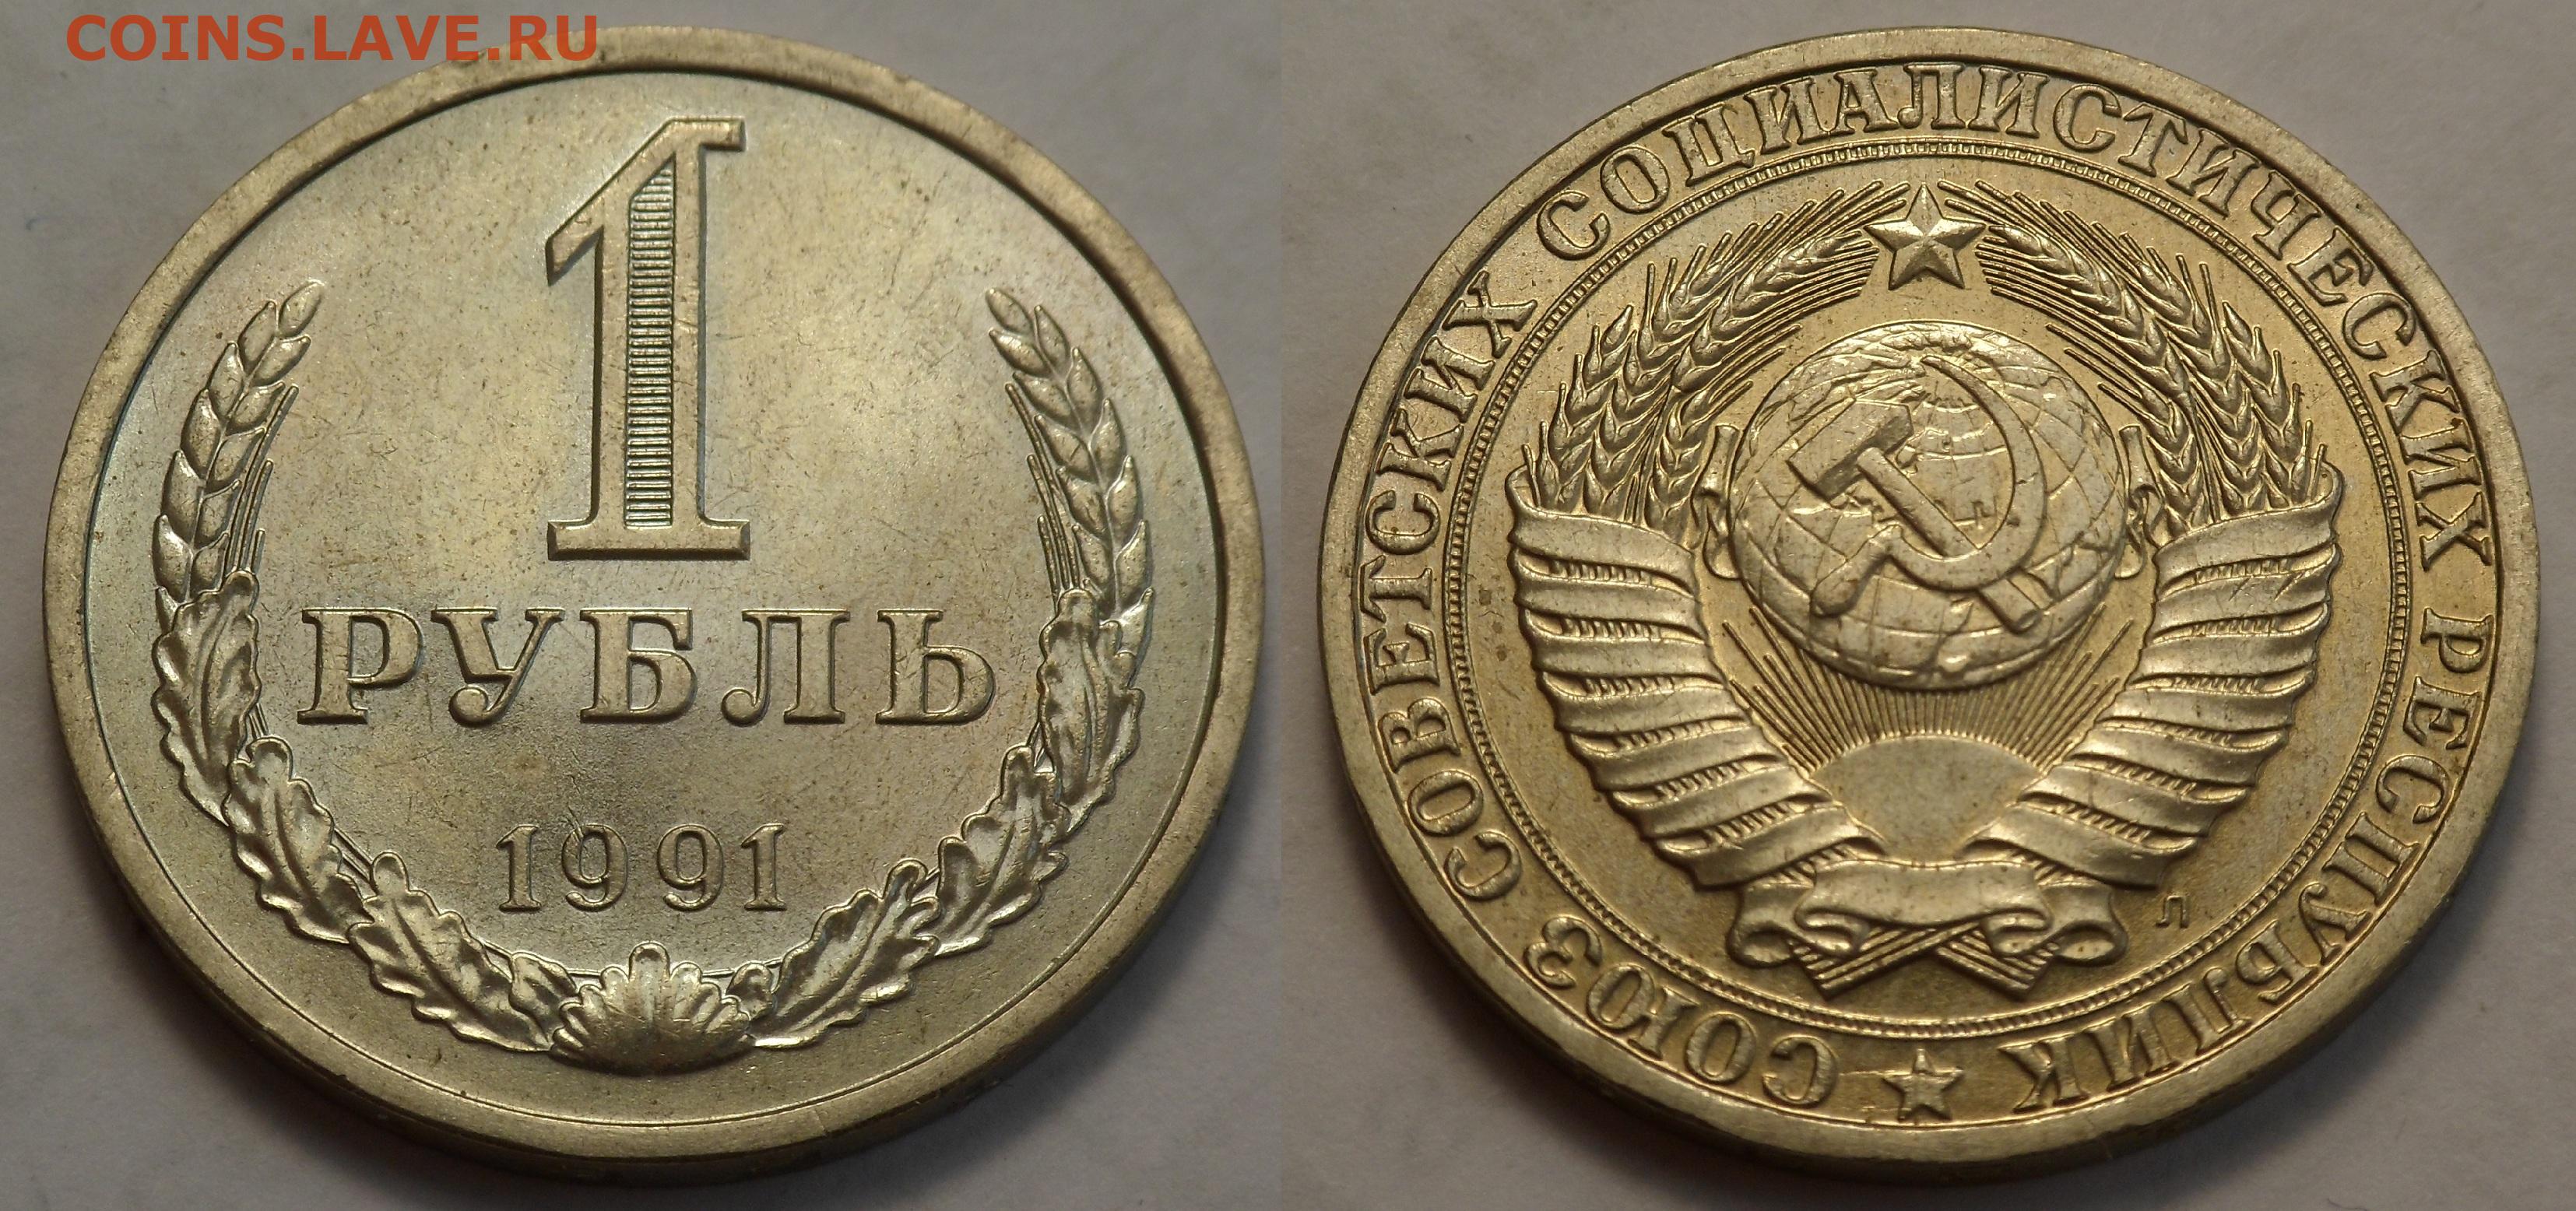 COINS.LAVE.RU
1
РУБЛЬ
1991
СОЮЗ СОВЕТСКИХ СОЦИАЛИСТИЧЕСКИХ РЕСПУБЛИК
Л